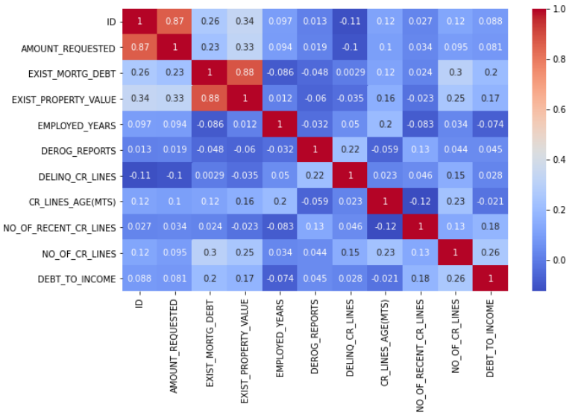 ID 1 0.87 0.26 0.34 0.097 0.013 -0.11 0.12 0.027 0.12 0.088
AMOUNT_REQUESTED 0.87 1 0.23 0.33 0.094 0.019 -0.1 0.1 0.034 0.095 0.081
EXIST_MORTG_DEBT 0.26 0.23 1 0.88 -0.086 -0.048 0.0029 0.12 0.024 0.3 0.2
EXIST_PROPERTY_VALUE 0.34 0.33 0.88 1 0.012 -0.06 -0.035 0.16 -0.023 0.25 0.17
EMPLOYED_YEARS 0.097 0.094 -0.086 0.012 1 -0.032 0.05 0.2 -0.083 0.034 -0.074
DEROG_REPORTS 0.013 0.019 -0.048 -0.06 -0.032 1 0.22 -0.059 0.13 0.044 0.045
DELINQ_CR_LINES -0.11 -0.1 0.0029 -0.035 0.05 0.22 1 0.023 0.046 0.15 0.028
CR_LINES_AGE(MTS) 0.12 0.1 0.12 0.16 0.2 -0.059 0.023 1 -0.12 0.23 -0.021
NO_OF_RECENT_CR_LINES 0.027 0.034 0.024 -0.023 -0.083 0.13 0.046 -0.12 1 0.13 0.18
NO_OF_CR_LINES 0.12 0.095 0.3 0.25 0.034 0.044 0.15 0.23 0.13 1 0.26
DEBT_TO_INCOME 0.088 0.081 0.2 0.17 -0.074 0.045 0.028 -0.021 0.18 0.26 1
ID
AMOUNT_REQUESTED
EXIST_MORTG_DEBT
EXIST_PROPERTY_VALUE
EMPLOYED_YEARS
DEROG_REPORTS
DELINQ_CR_LINES
CR_LINES_AGE(MTS)
NO_OF_RECENT_CR_LINES
NO_OF_CR_LINES
DEBT_TO_INCOME
1.0
0.8
0.6
0.4
0.2
0.0